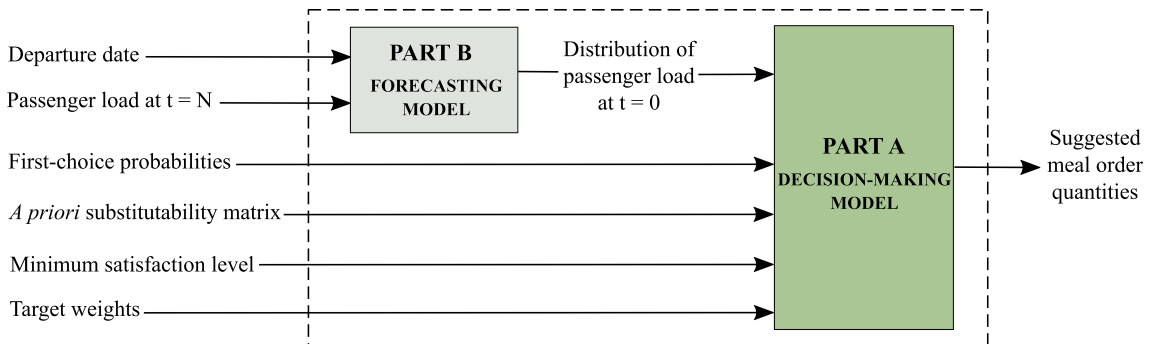 Departure date
Passenger load at t = N
PART B
FORECASTING
MODEL
Distribution of
passenger load
at t = 0
First-choice probabilities
A priori substitutability matrix
Minimum satisfaction level
Target weights
PART A
DECISION-MAKING
MODEL
Suggested
meal order
quantities